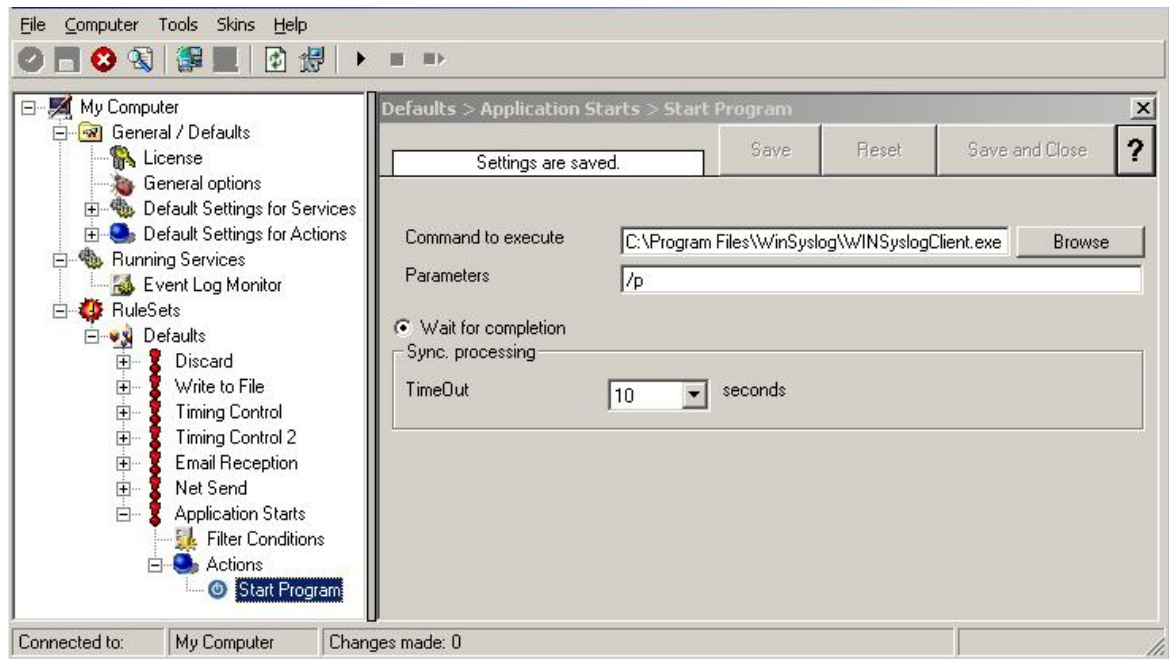 File Computer Tools Skins Help
My Computer
General / Defaults
License
General options
Default Settings for Services
Default Settings for Actions
Running Services
Event Log Monitor
RuleSets
Defaults
Discard
Write to File
Timing Control
Timing Control 2
Email Reception
Net Send
Application Starts
Filter Conditions
Actions
Start Program
Defaults > Application Starts > Start Program
Settings are saved. Save Reset Save and Close ?
Command to execute C:\Program Files\WinSyslog\WINSyslogClient.exe Browse
Parameters /p
Wait for completion
Sync. processing
TimeOut 10 seconds
Connected to: My Computer Changes made: 0